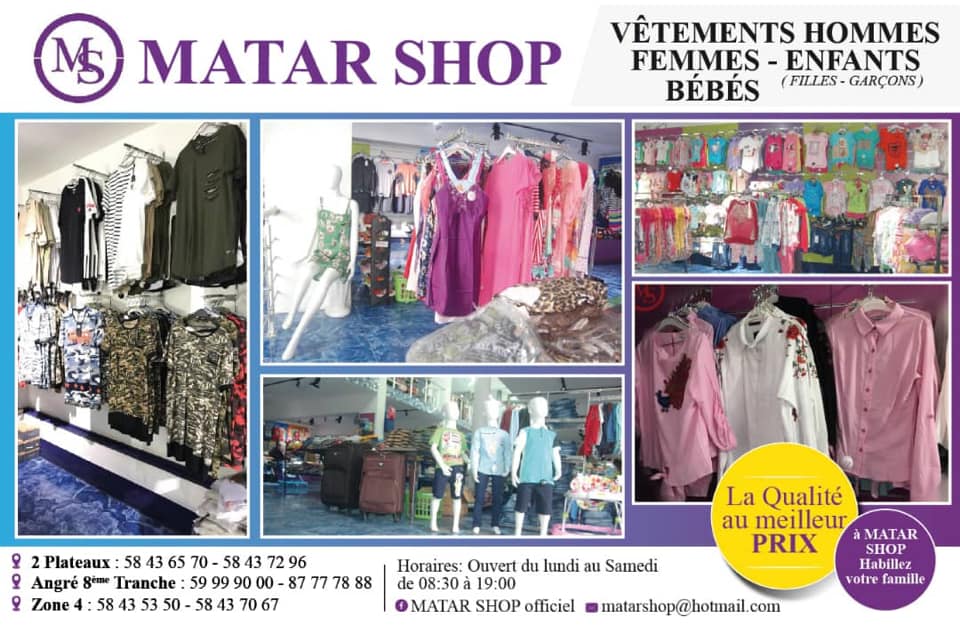 MS
MATAR SHOP
VÊTEMENTS HOMMES
FEMMES - ENFANTS
( FILLES - GARÇONS )
BÉBÉS
MS
La Qualité
au meilleur
PRIX
à MATAR
SHOP
Habillez
votre famille
2 Plateaux : 58 43 65 70 - 58 43 72 96
Angré 8ème Tranche : 59 99 90 00 - 87 77 78 88
Zone 4 : 58 43 53 50 - 58 43 70 67
Horaires: Ouvert du lundi au Samedi
de 08:30 à 19:00
MATAR SHOP officiel matarshop@hotmail.com